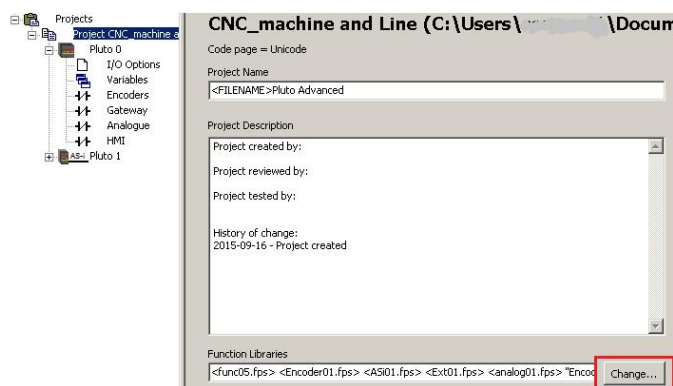 Projects
Project CNC_machine a
Pluto 0
I/O Options
Variables
Encoders
Gateway
Analogue
HMI
AS-i Pluto 1
CNC_machine and Line (C:\Users\ \Docum
Code page = Unicode
Project Name
<FILENAME>Pluto Advanced
Project Description
Project created by:
Project reviewed by:
Project tested by:
History of change:
2015-09-16 - Project created
Function Libraries
<func05.fps> <Encoder01.fps> <ASi01.fps> <Ext01.fps> <analog01.fps> "Encod
Change...